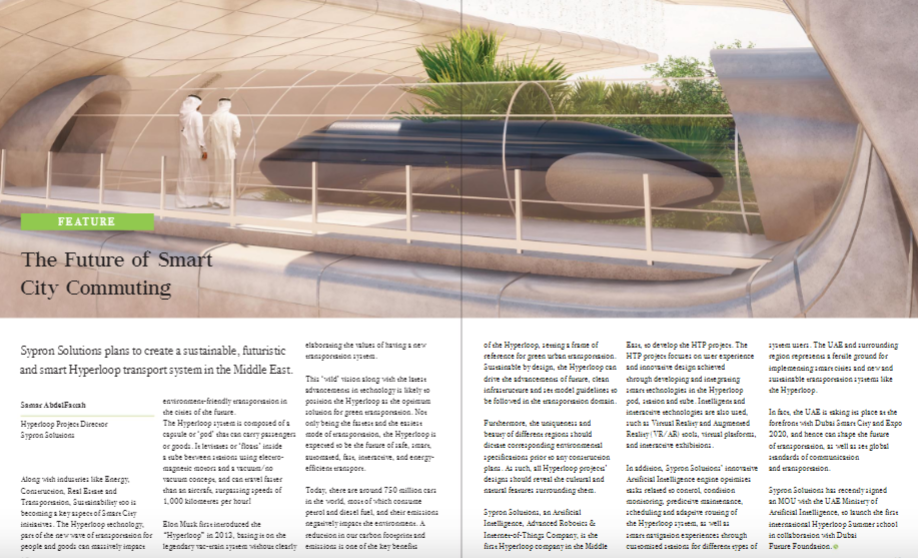 FEATURE
The Future of Smart
City Commuting
Sypron Solutions plans to create a sustainable, futuristic
and smart Hyperloop transport system in the Middle East.
Samar AbdelFattah
Hyperloop Project Director
Sypron Solutions
Along with industries like Energy,
Construction, Real Estate and
Transportation, Sustainability too is
becoming a key aspect of Smart City
initiatives. The Hyperloop technology,
part of the new wave of transportation for
people and goods can massively impact
environment-friendly transportation in
the cities of the future.
The Hyperloop system is composed of a
capsule or "pod" that can carry passengers
or goods. It levitates or "floats" inside
a tube between stations using electro-
magnetic motors and a vacuum/no
vacuum concept, and can travel faster
than an aircraft, surpassing speeds of
1,000 kilometres per hour!
Elon Musk first introduced the
"Hyperloop" in 2013, basing it on the
legendary vac-train system without clearly
elaborating the values of having a new
transportation system.
This "wild" vision along with the latest
advancements in technology is likely to
position the Hyperloop as the optimum
solution for green transportation. Not
only being the fastest and the easiest
mode of transportation, the Hyperloop is
expected to be the future of safe, smart,
automated, fast, interactive, and energy-
efficient transport.
Today, there are around 750 million cars
in the world, most of which consume
petrol and diesel fuel, and their emissions
negatively impact the environment. A
reduction in our carbon footprint and
emissions is one of the key benefits
of the Hyperloop, setting a frame of
reference for green urban transportation.
Sustainable by design, the Hyperloop can
drive the advancements of future, clean
infrastructure and set model guidelines to
be followed in the transportation domain.
Furthermore, the uniqueness and
beauty of different regions should
dictate corresponding environmental
specifications prior to any construction
plans. As such, all Hyperloop projects'
designs should reveal the cultural and
natural features surrounding them.
Sypron Solutions, an Artificial
Intelligence, Advanced Robotics &
Internet-of-Things Company, is the
first Hyperloop company in the Middle
East, to develop the HTP project. The
HTP project focuses on user experience
and innovative design achieved
through developing and integrating
smart technologies in the Hyperloop
pod, station and tube. Intelligent and
interactive technologies are also used,
such as Virtual Reality and Augmented
Reality (VR/AR) tools, virtual platforms,
and interactive exhibitions.
In addition, Sypron Solutions' innovative
Artificial Intelligence engine optimises
tasks related to control, condition
monitoring, predictive maintenance,
scheduling and adaptive routing of
the Hyperloop system, as well as
smart navigation experiences through
customised stations for different types of
system users. The UAE and surrounding
region represents a fertile ground for
implementing smart cities and new and
sustainable transportation systems like
the Hyperloop.
In fact, the UAE is taking its place at the
forefront with Dubai Smart City and Expo
2020, and hence can shape the future
of transportation, as well as set global
standards of communication
and transportation.
Sypron Solutions has recently signed
an MOU with the UAE Ministry of
Artificial Intelligence, to launch the first
international Hyperloop Summer school
in collaboration with Dubai
Future Foundation.